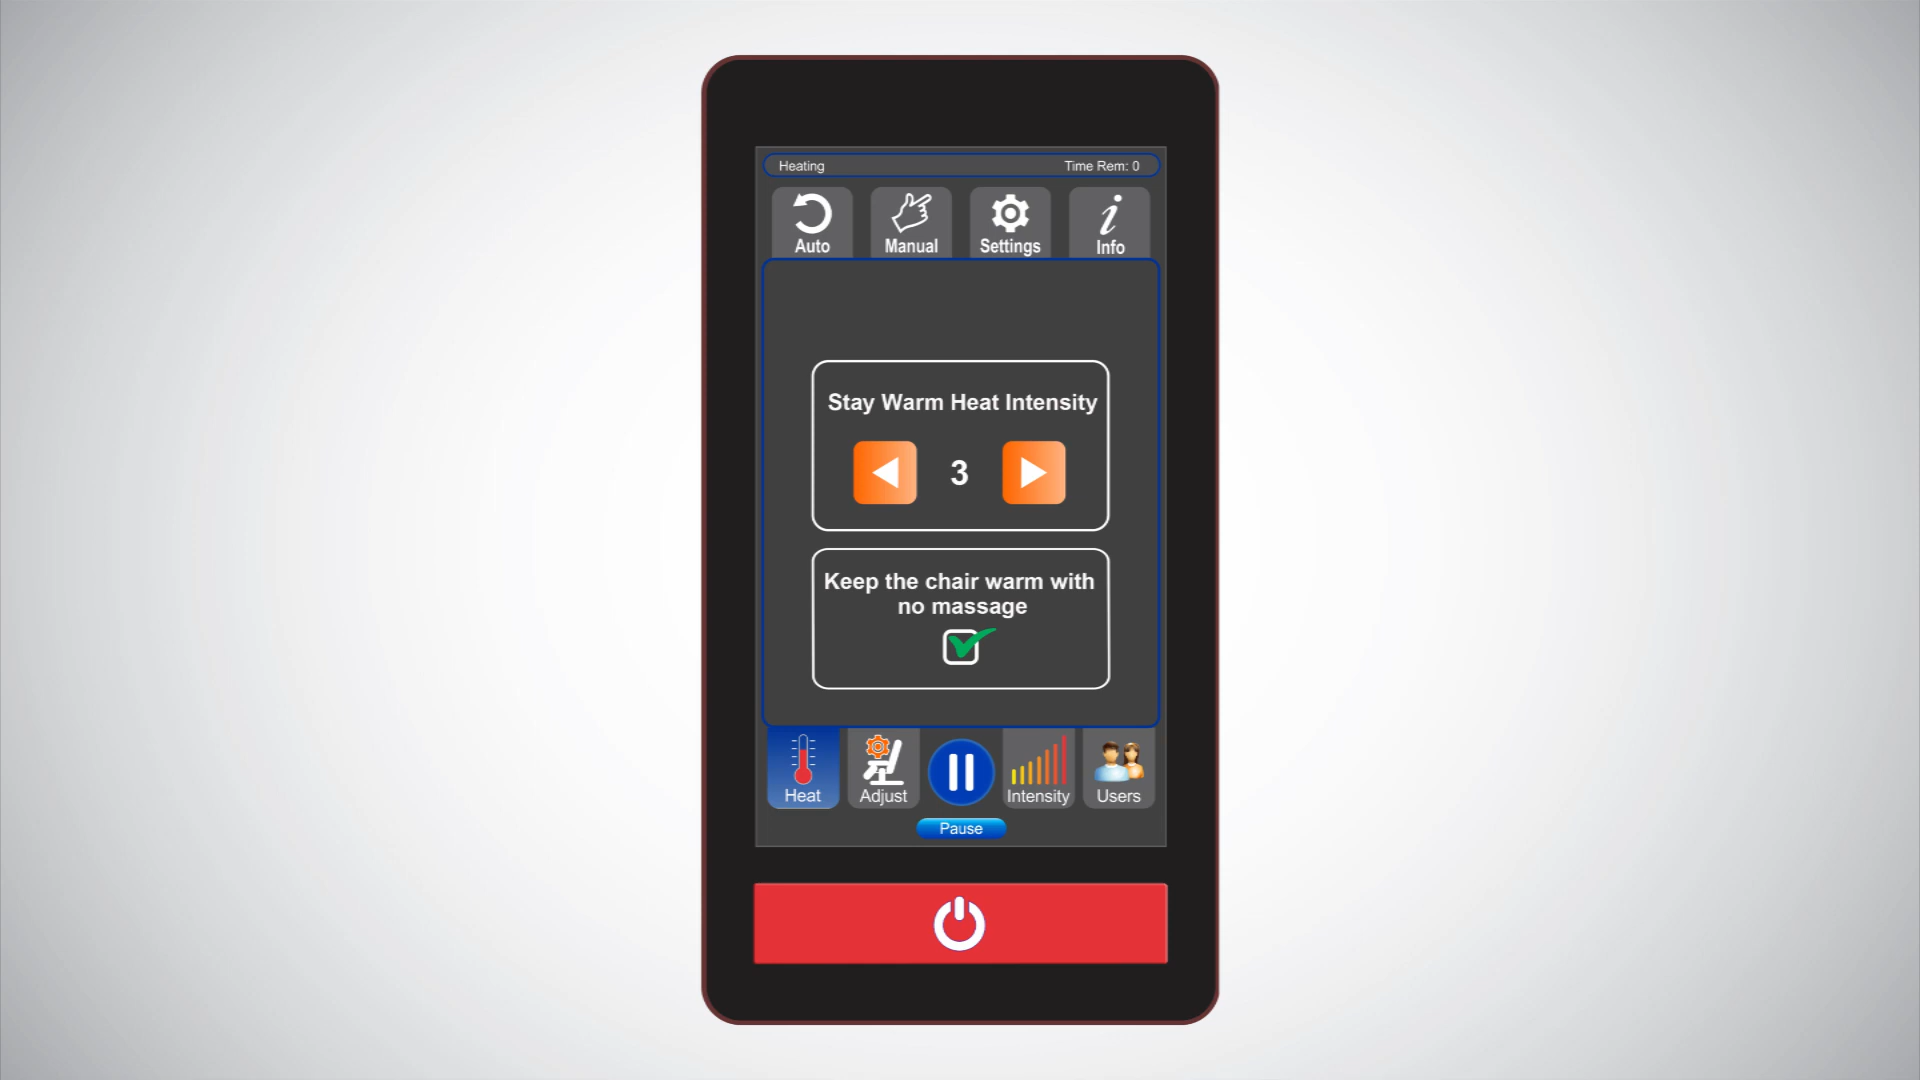 Heating Time Rem: 0
Auto Manual Settings Info
Stay Warm Heat Intensity
3
Keep the chair warm with
no massage
Heat Adjust Intensity Users
Pause